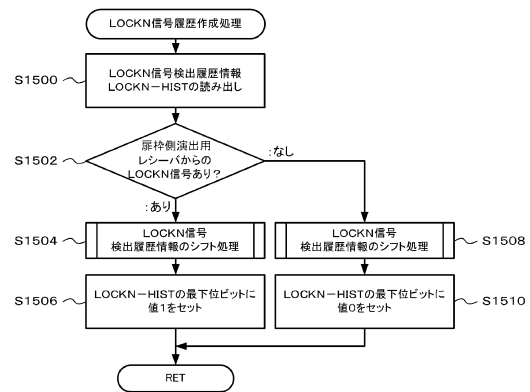 LOCKN信号履歴作成処理
S1500
LOCKN信号検出履歴情報
LOCKN-HISTの読み出し
S1502
扉枠側演出用
レシーバからの
LOCKN信号あり?
:なし
:あり
S1504
LOCKN信号
検出履歴情報のシフト処理
LOCKN信号
検出履歴情報のシフト処理
S1508
S1506
LOCKN-HISTの最下位ビットに
値1をセット
LOCKN-HISTの最下位ビットに
値0をセット
S1510
RET